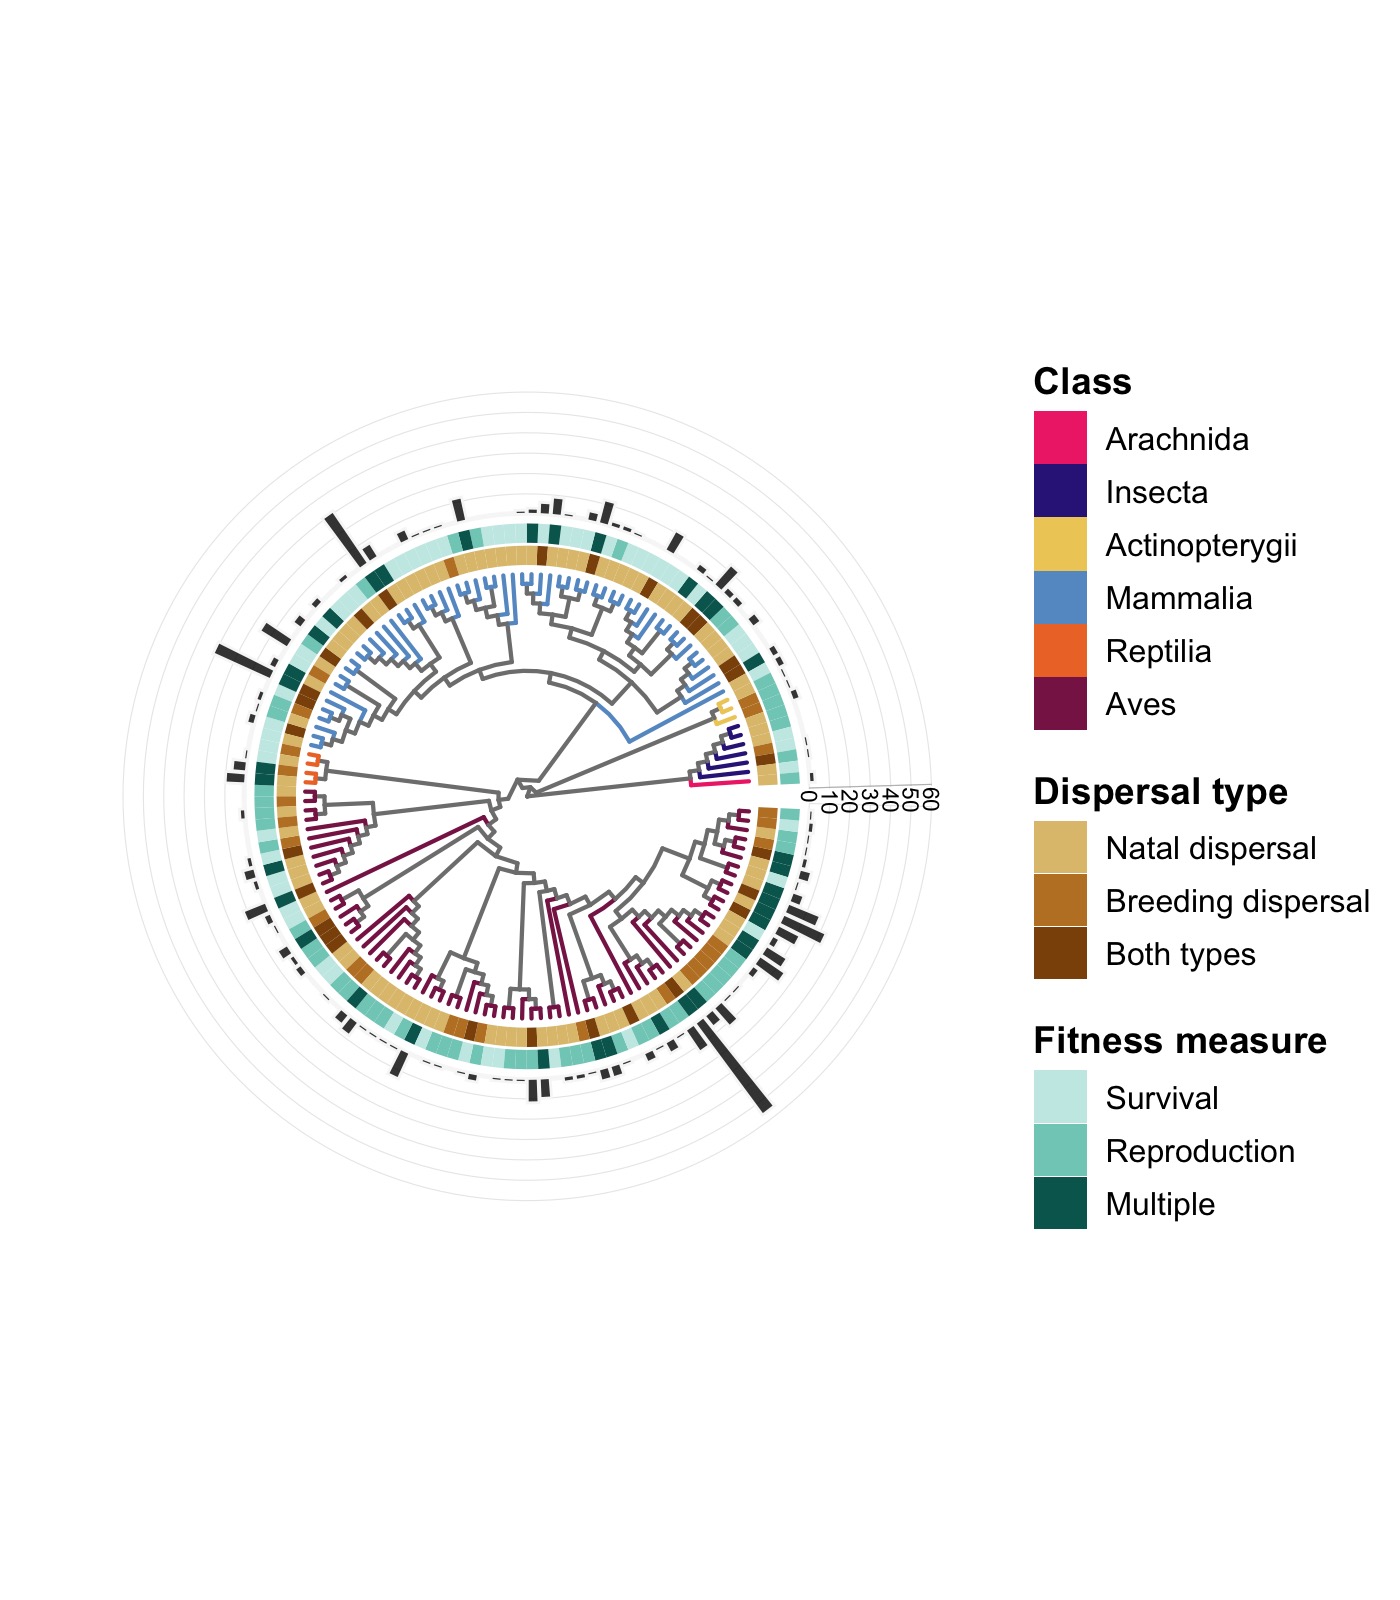 Class
Arachnida
Insecta
Actinopterygii
Mammalia
Reptilia
Aves
0 10 20 30 40 50 60
Dispersal type
Natal dispersal
Breeding dispersal
Both types
Fitness measure
Survival
Reproduction
Multiple